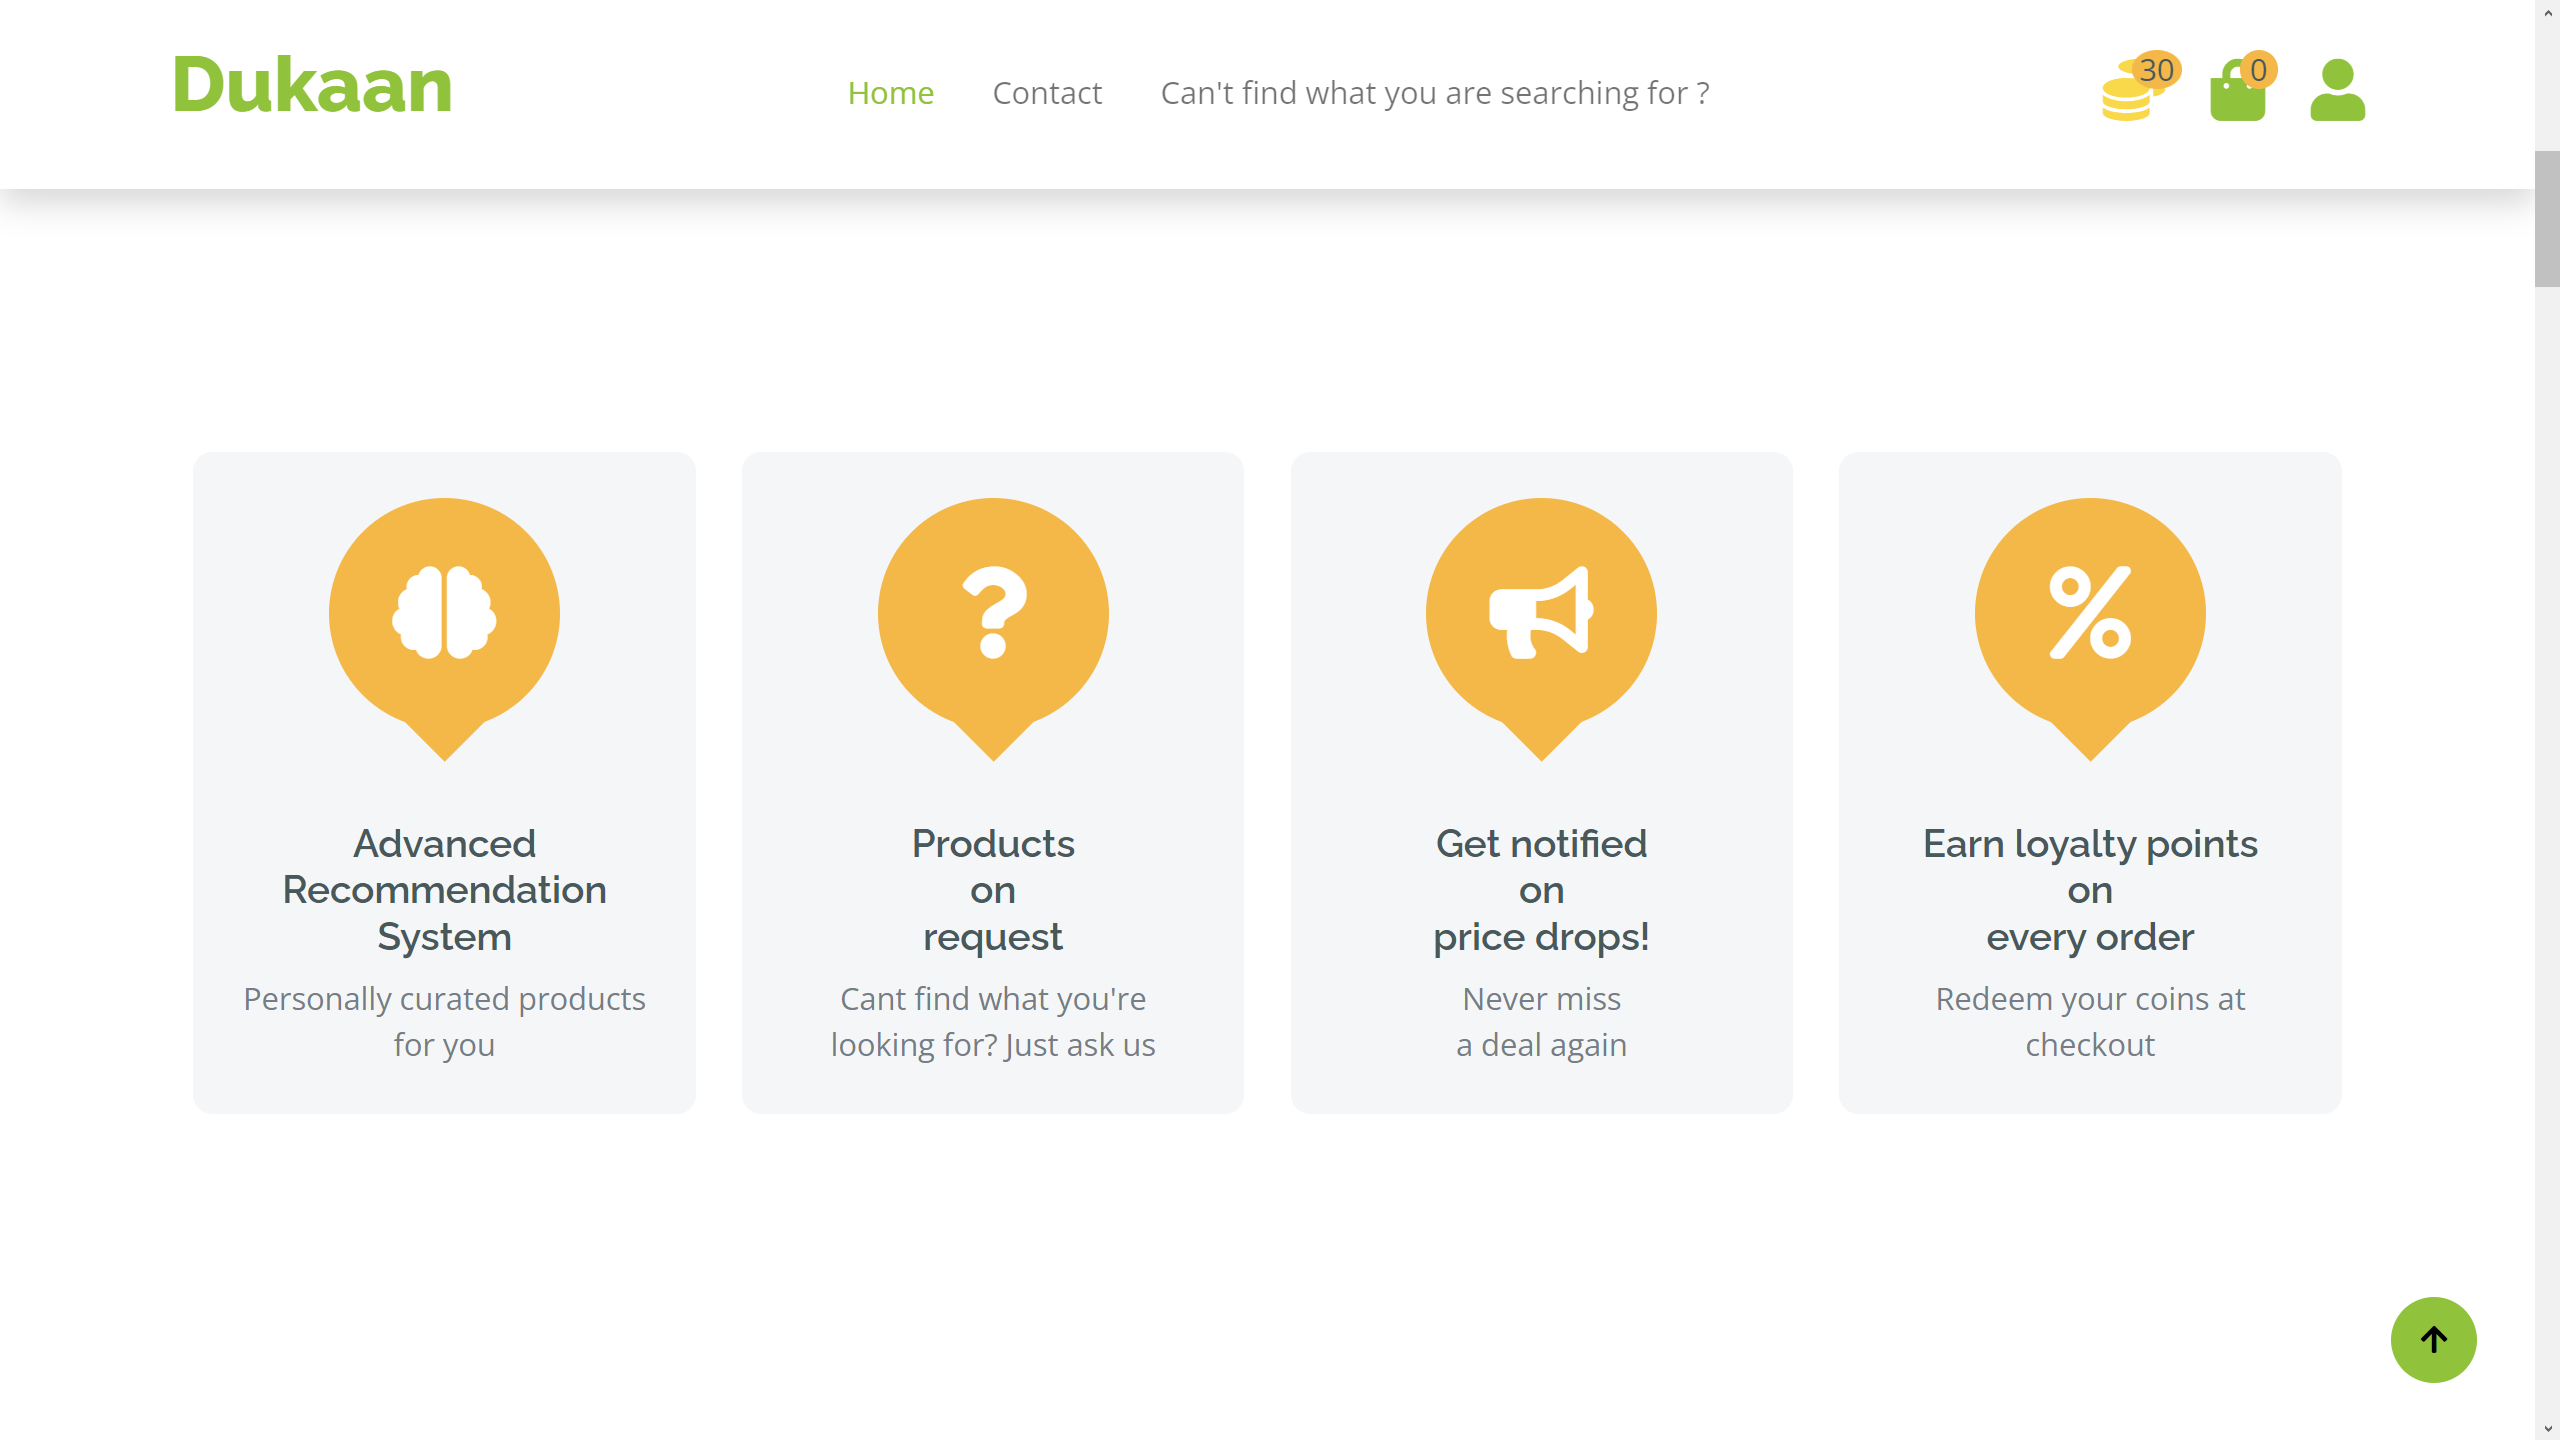 Dukaan
Home
Contact
Can't find what you are searching for ?
30
0
Advanced
Recommendation
System
Personally curated products
for you
Products
on
request
Cant find what you're
looking for? Just ask us
Get notified
on
price drops!
Never miss
a deal again
Earn loyalty points
on
every order
Redeem your coins at
checkout